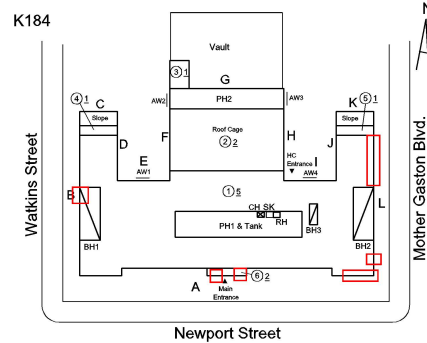 K184
N
Vault
C
④ 1
Slope
③ 1
G
AW2
PH2
AW3
K
⑤ 1
Slope
D
F
Roof Cage
② 2
H
J
E
AW1
HC
Entrance
I
AW4
Watkins Street
B
① 5
L
Mother Gaston Blvd.
CH SK
RH
PH1 & Tank
BH3
BH1
BH2
A
⑥ 2
Main
Entrance
Newport Street